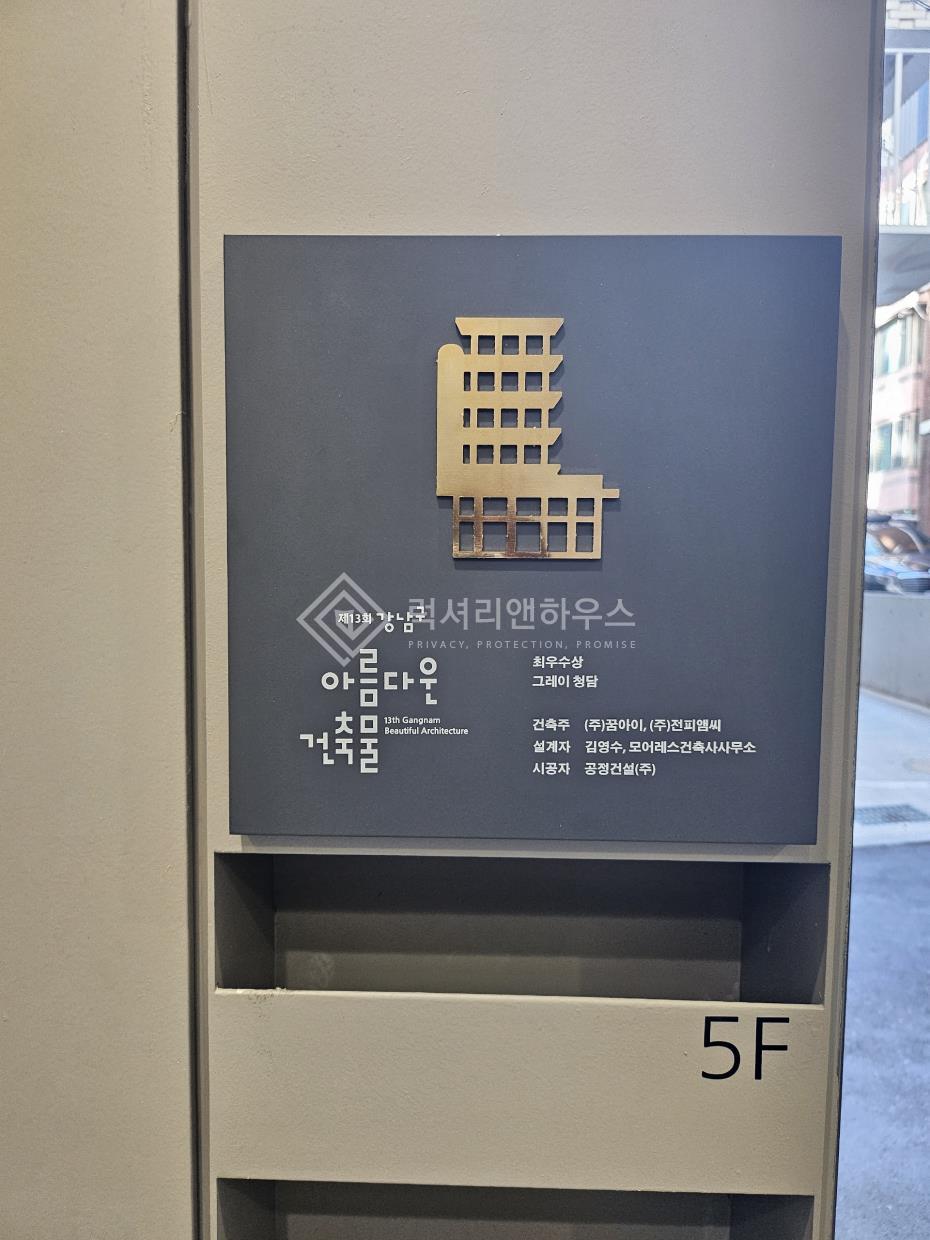 럭셔리앤하우스
PRIVACY, PROTECTION, PROMISE
제13회 강남구
아름다운
건축물
13th Gangnam
Beautiful Architecture
최우수상
그레이 청담
건축주 (주)꿈아이, (주)전피엠씨
설계자 김영수, 모어레스건축사사무소
시공자 공정건설(주)
5F